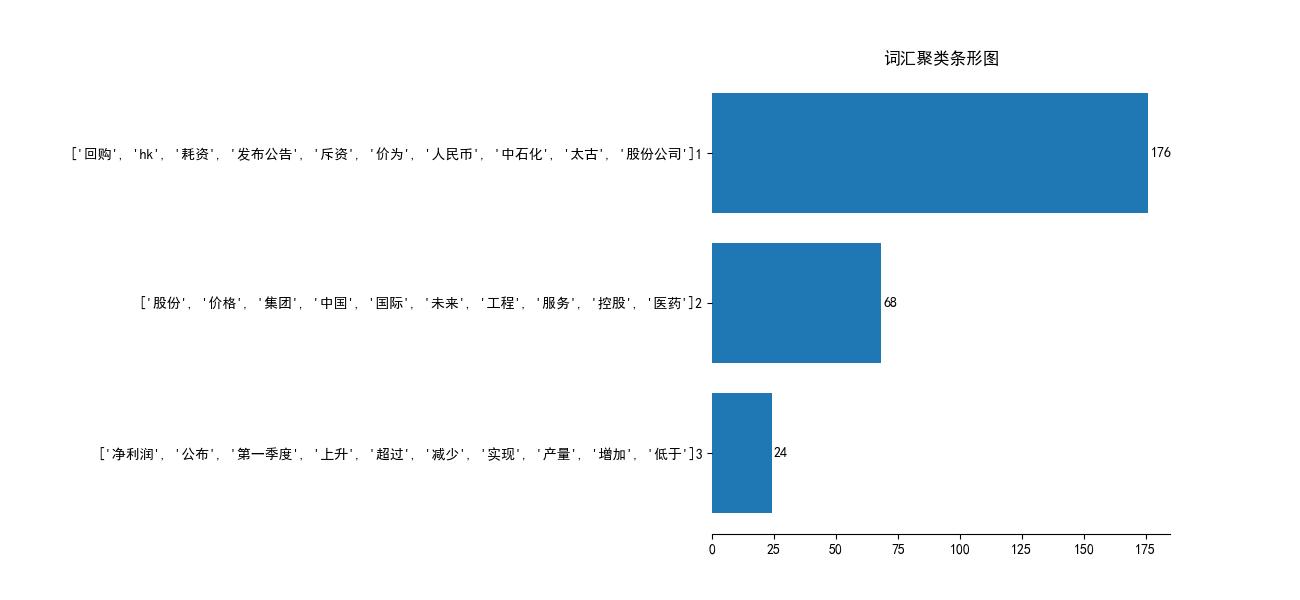 词汇聚类条形图
['回购', 'hk', '耗资', '发布公告', '斥资', '价为', '人民币', '中石化', '太古', '股份公司']1
176
['股份', '价格', '集团', '中国', '国际', '未来', '工程', '服务', '控股', '医药']2
68
['净利润', '公布', '第一季度', '上升', '超过', '减少', '实现', '产量', '增加', '低于']3
24
0 25 50 75 100 125 150 175